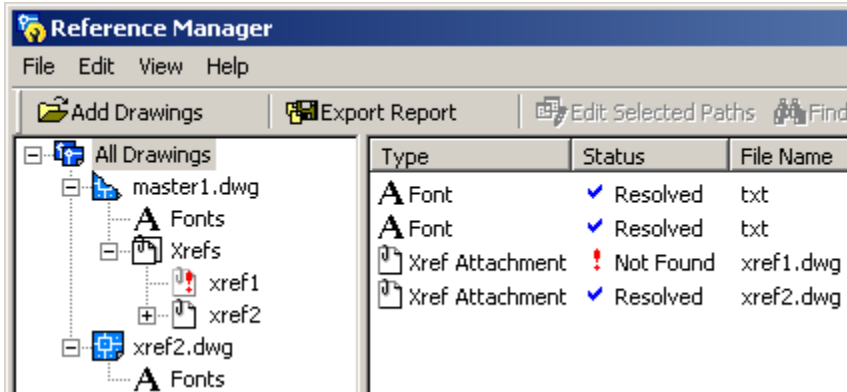 Reference Manager
File Edit View Help
Add Drawings Export Report Edit Selected Paths Find
All Drawings
master1.dwg
Fonts
Xrefs
xref1
xref2
xref2.dwg
Fonts
Type Status File Name
Font Resolved txt
Font Resolved txt
Xref Attachment Not Found xref1.dwg
Xref Attachment Resolved xref2.dwg